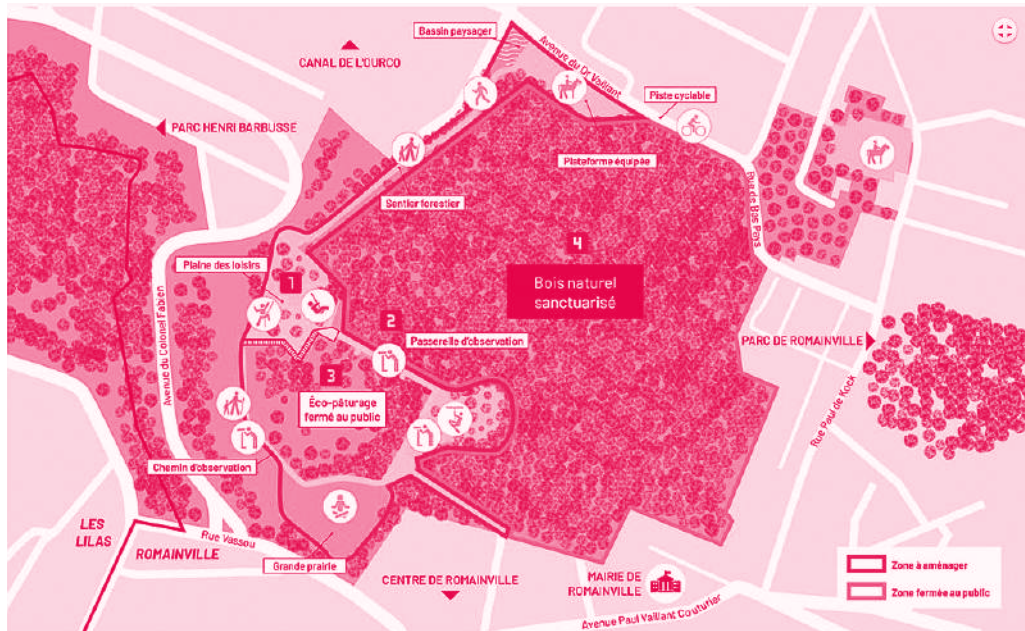 Bassin paysager
Avenue du Dr Vaillant
CANAL DE L'OURCQ
Piste cyclable
PARC HENRI BARBUSSE
Plateforme équipée
Sentier forestier
Rue de Bas Pays
4
Bois naturel
sanctuarisé
Plaine des loisirs
1
2
Passerelle d'observation
PARC DE ROMAINVILLE
Avenue du Colonel Fabien
3
Éco-pâturage
fermé au public
Rue Paul de Kock
Chemin d'observation
LES
LILAS
ROMAINVILLE
Rue Vassou
Grande prairie
CENTRE DE ROMAINVILLE
MAIRIE DE
ROMAINVILLE
Avenue Paul Vaillant Couturier
Zone à aménager
Zone fermée au public